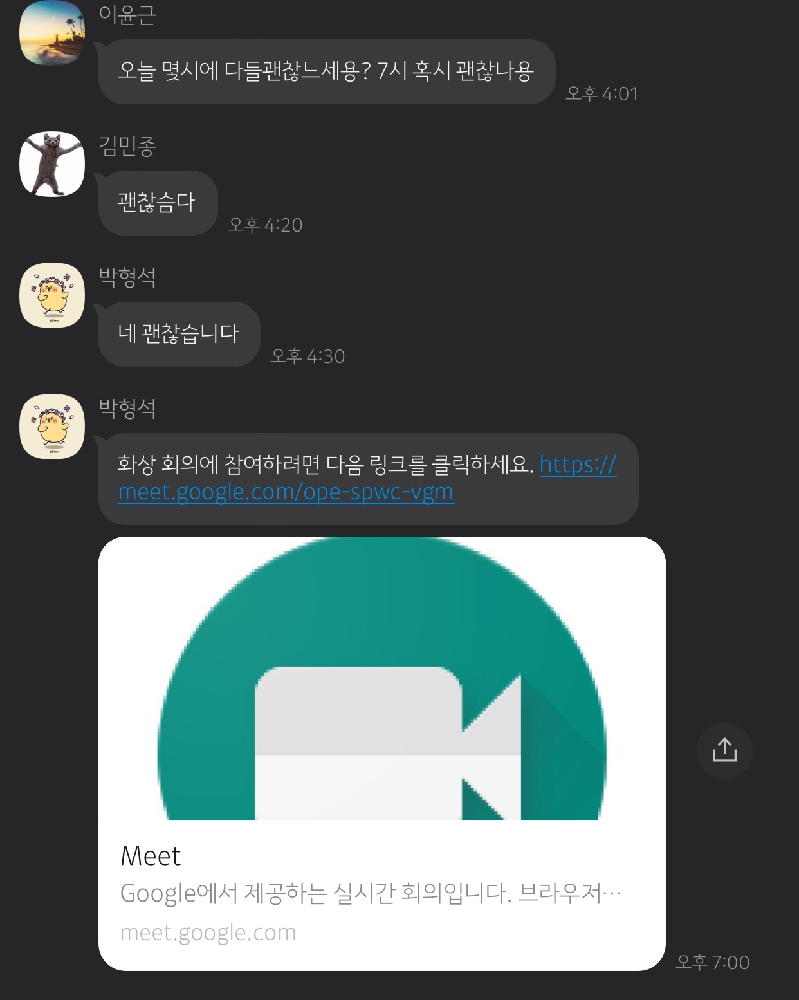 이윤근
오늘 몇시에 다들괜찮느세용? 7시 혹시 괜찮나용
오후 4:01
김민종
괜찮슴다
오후 4:20
박형석
네 괜찮습니다
오후 4:30
박형석
화상 회의에 참여하려면 다음 링크를 클릭하세요. https://
meet.google.com/ope-spwc-vgm
Meet
Google에서 제공하는 실시간 회의입니다. 브라우저…
meet.google.com
오후 7:00